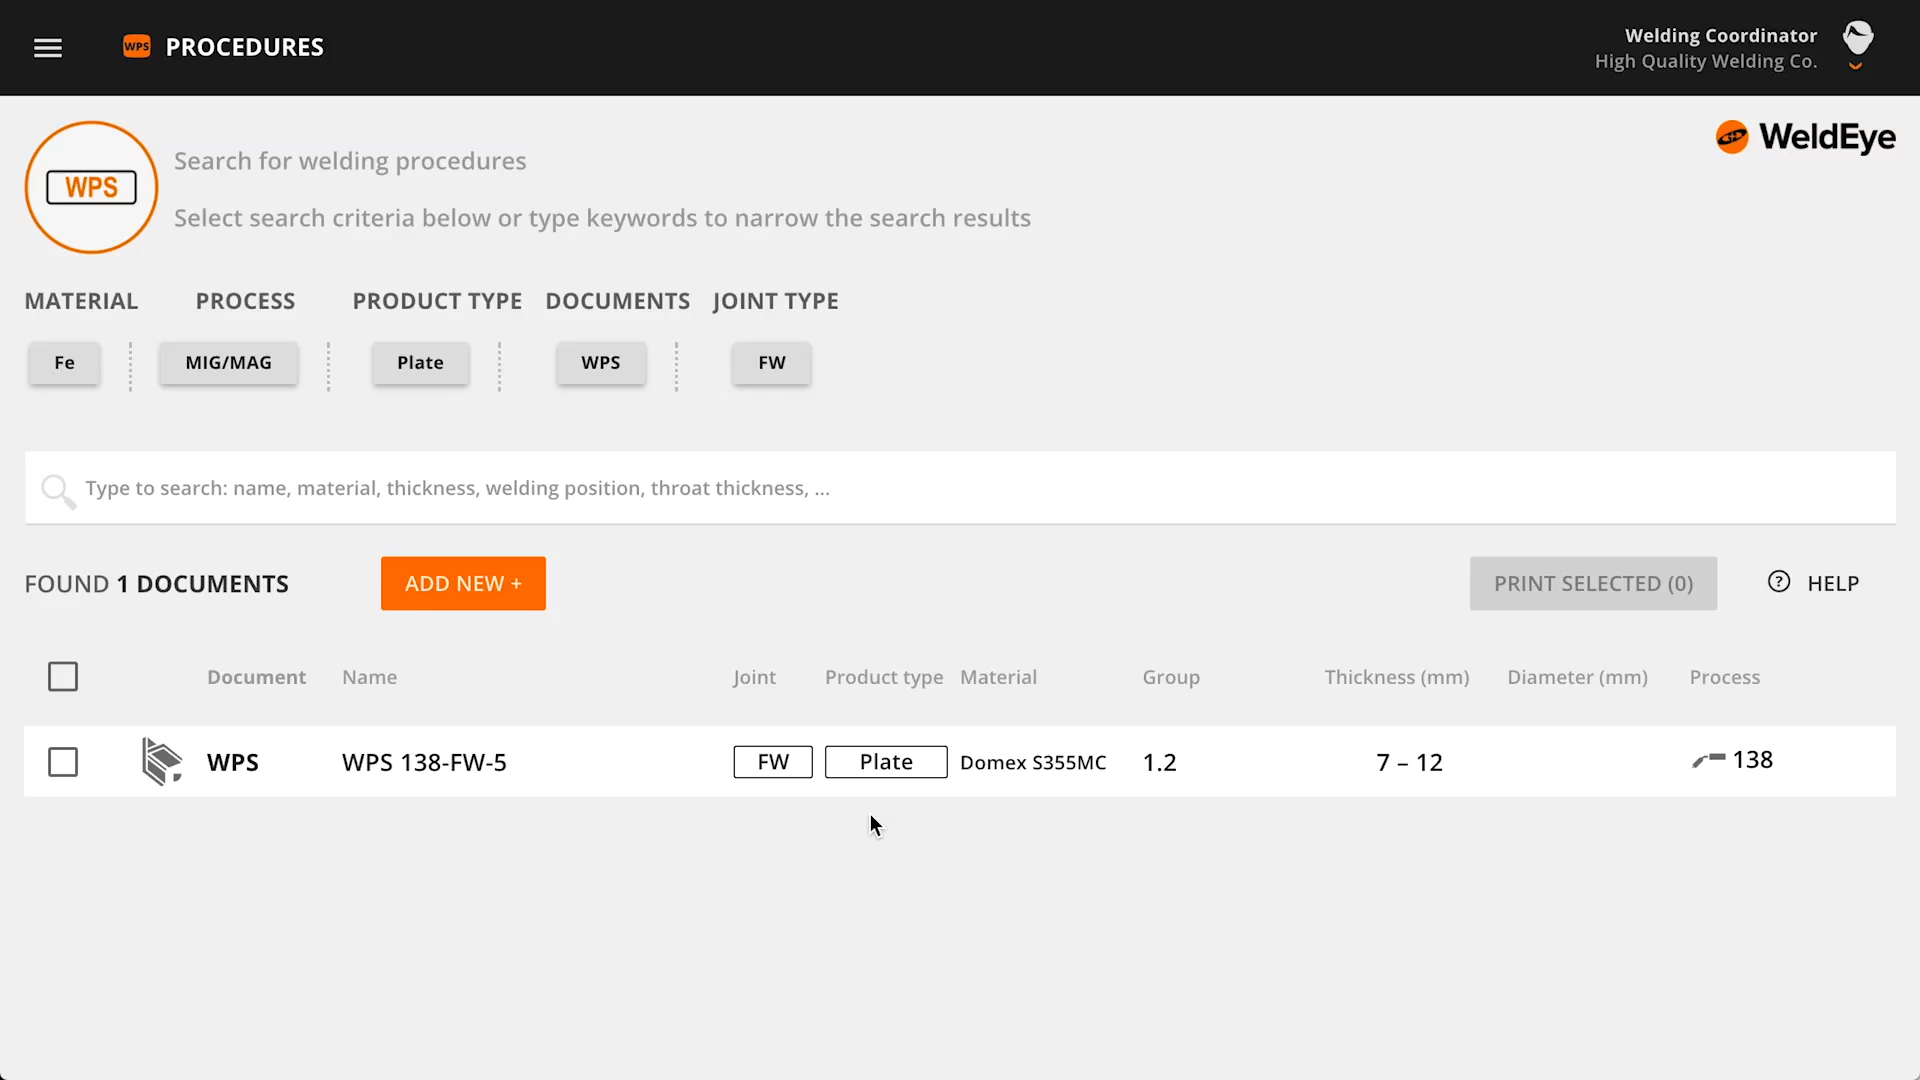 WPS PROCEDURES
Welding Coordinator
High Quality Welding Co.
WeldEye
WPS
Search for welding procedures
Select search criteria below or type keywords to narrow the search results
MATERIAL PROCESS PRODUCT TYPE DOCUMENTS JOINT TYPE
Fe MIG/MAG Plate WPS FW
Type to search: name, material, thickness, welding position, throat thickness, ...
FOUND 1 DOCUMENTS ADD NEW + PRINT SELECTED (0) ? HELP
Document Name Joint Product type Material Group Thickness (mm) Diameter (mm) Process
WPS WPS 138-FW-5 FW Plate Domex S355MC 1.2 7 – 12 138